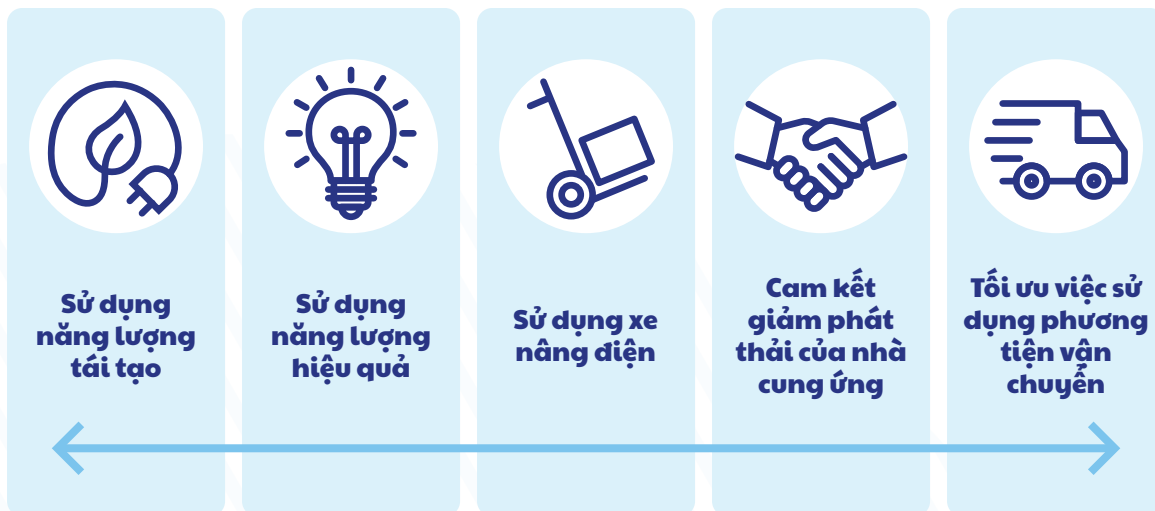 Sử dụng
năng lượng
tái tạo
Sử dụng
năng lượng
hiệu quả
Sử dụng xe
nâng điện
Cam kết
giảm phát
thải của nhà
cung ứng
Tối ưu việc sử
dụng phương
tiện vận
chuyển